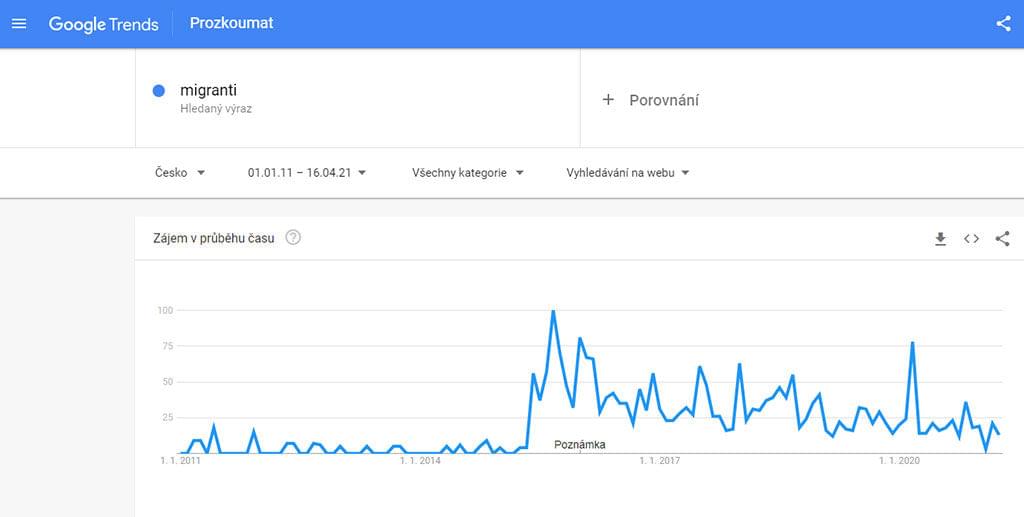 Google Trends
Prozkoumat
migranti
Hledaný výraz
+ Porovnání
Česko
01.01.11 – 16.04.21
Všechny kategorie
Vyhledávání na webu
Zájem v průběhu času ?
100
75
50
25
Poznámka
1. 1. 2011
1. 1. 2014
1. 1. 2017
1. 1. 2020